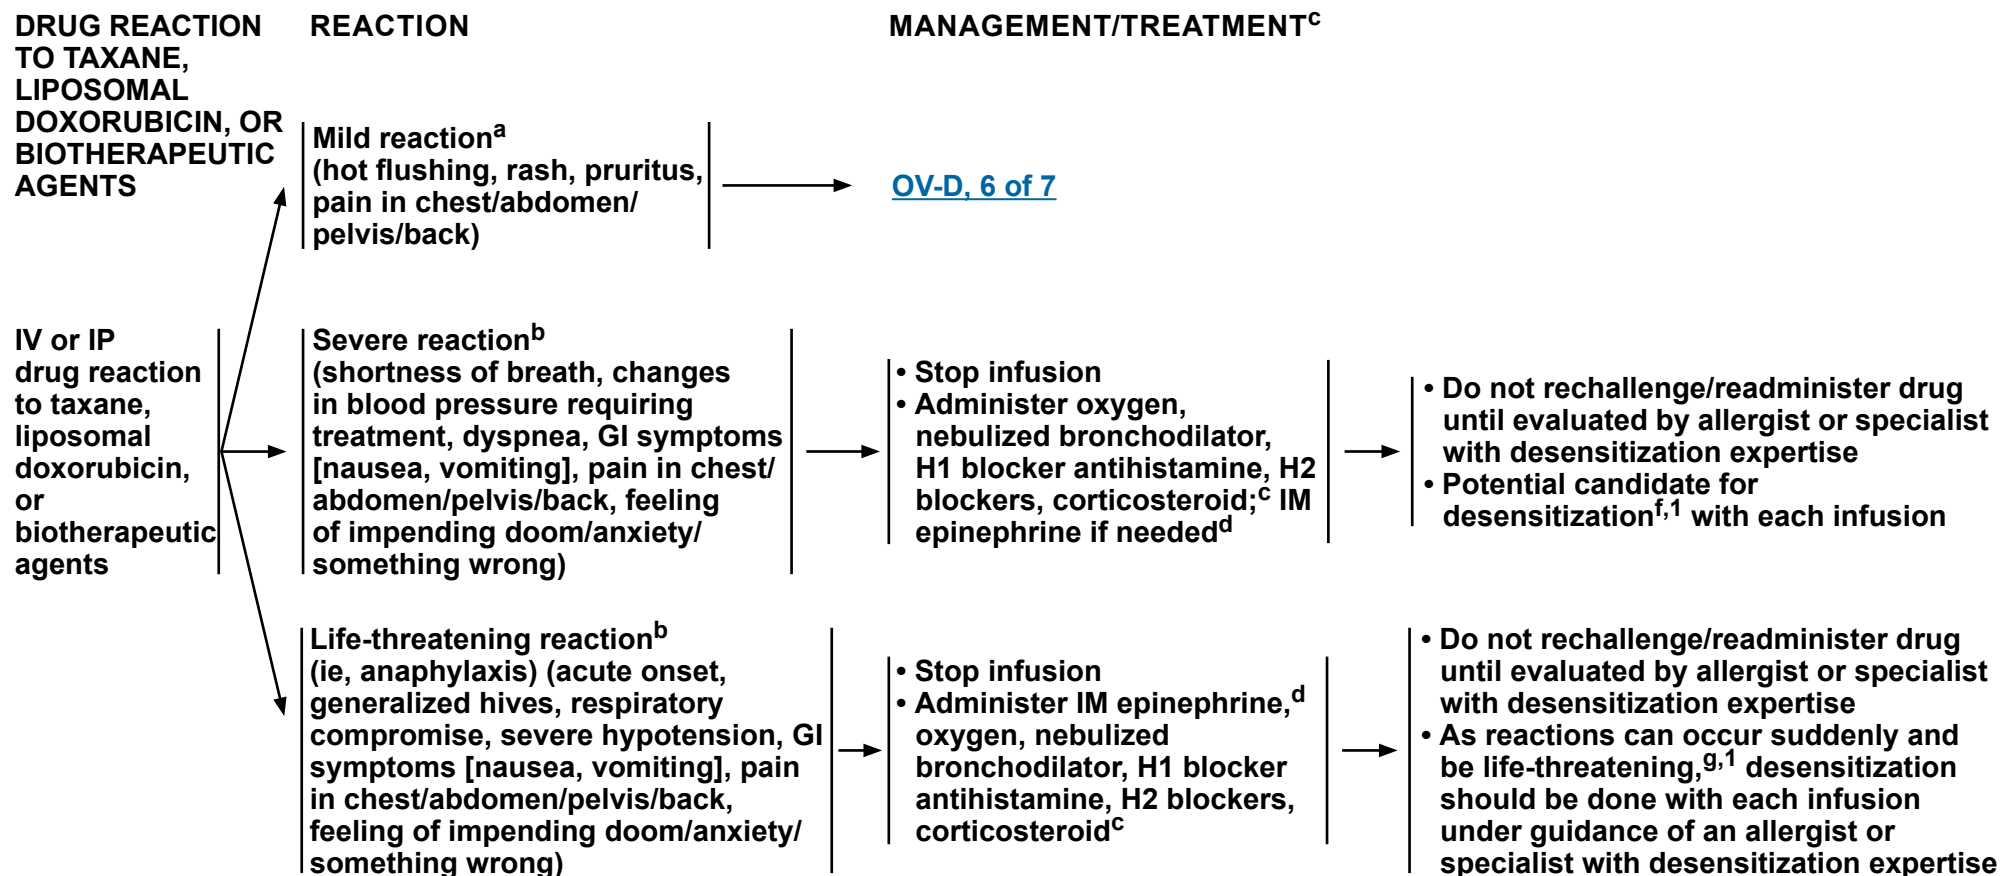 DRUG REACTION
TO TAXANE,
LIPOSOMAL
DOXORUBICIN, OR
BIOTHERAPEUTIC
AGENTS
REACTION
MANAGEMENT/TREATMENTᶜ
IV or IP
drug reaction
to taxane,
liposomal
doxorubicin,
or
biotherapeutic
agents
Mild reactionᵃ
(hot flushing, rash, pruritus,
pain in chest/abdomen/
pelvis/back)
OV-D, 6 of 7
Severe reactionᵇ
(shortness of breath, changes
in blood pressure requiring
treatment, dyspnea, GI symptoms
[nausea, vomiting], pain in chest/
abdomen/pelvis/back, feeling
of impending doom/anxiety/
something wrong)
• Stop infusion
• Administer oxygen,
nebulized bronchodilator,
H1 blocker antihistamine, H2
blockers, corticosteroid;ᶜ IM
epinephrine if neededᵈ
• Do not rechallenge/readminister drug
until evaluated by allergist or specialist
with desensitization expertise
• Potential candidate for
desensitizationᶠ,¹ with each infusion
Life-threatening reactionᵇ
(ie, anaphylaxis) (acute onset,
generalized hives, respiratory
compromise, severe hypotension, GI
symptoms [nausea, vomiting], pain
in chest/abdomen/pelvis/back,
feeling of impending doom/anxiety/
something wrong)
• Stop infusion
• Administer IM epinephrine,ᵈ
oxygen, nebulized
bronchodilator, H1 blocker
antihistamine, H2 blockers,
corticosteroidᶜ
• Do not rechallenge/readminister drug
until evaluated by allergist or specialist
with desensitization expertise
• As reactions can occur suddenly and
be life-threatening,ᵍ,¹ desensitization
should be done with each infusion
under guidance of an allergist or
specialist with desensitization expertise